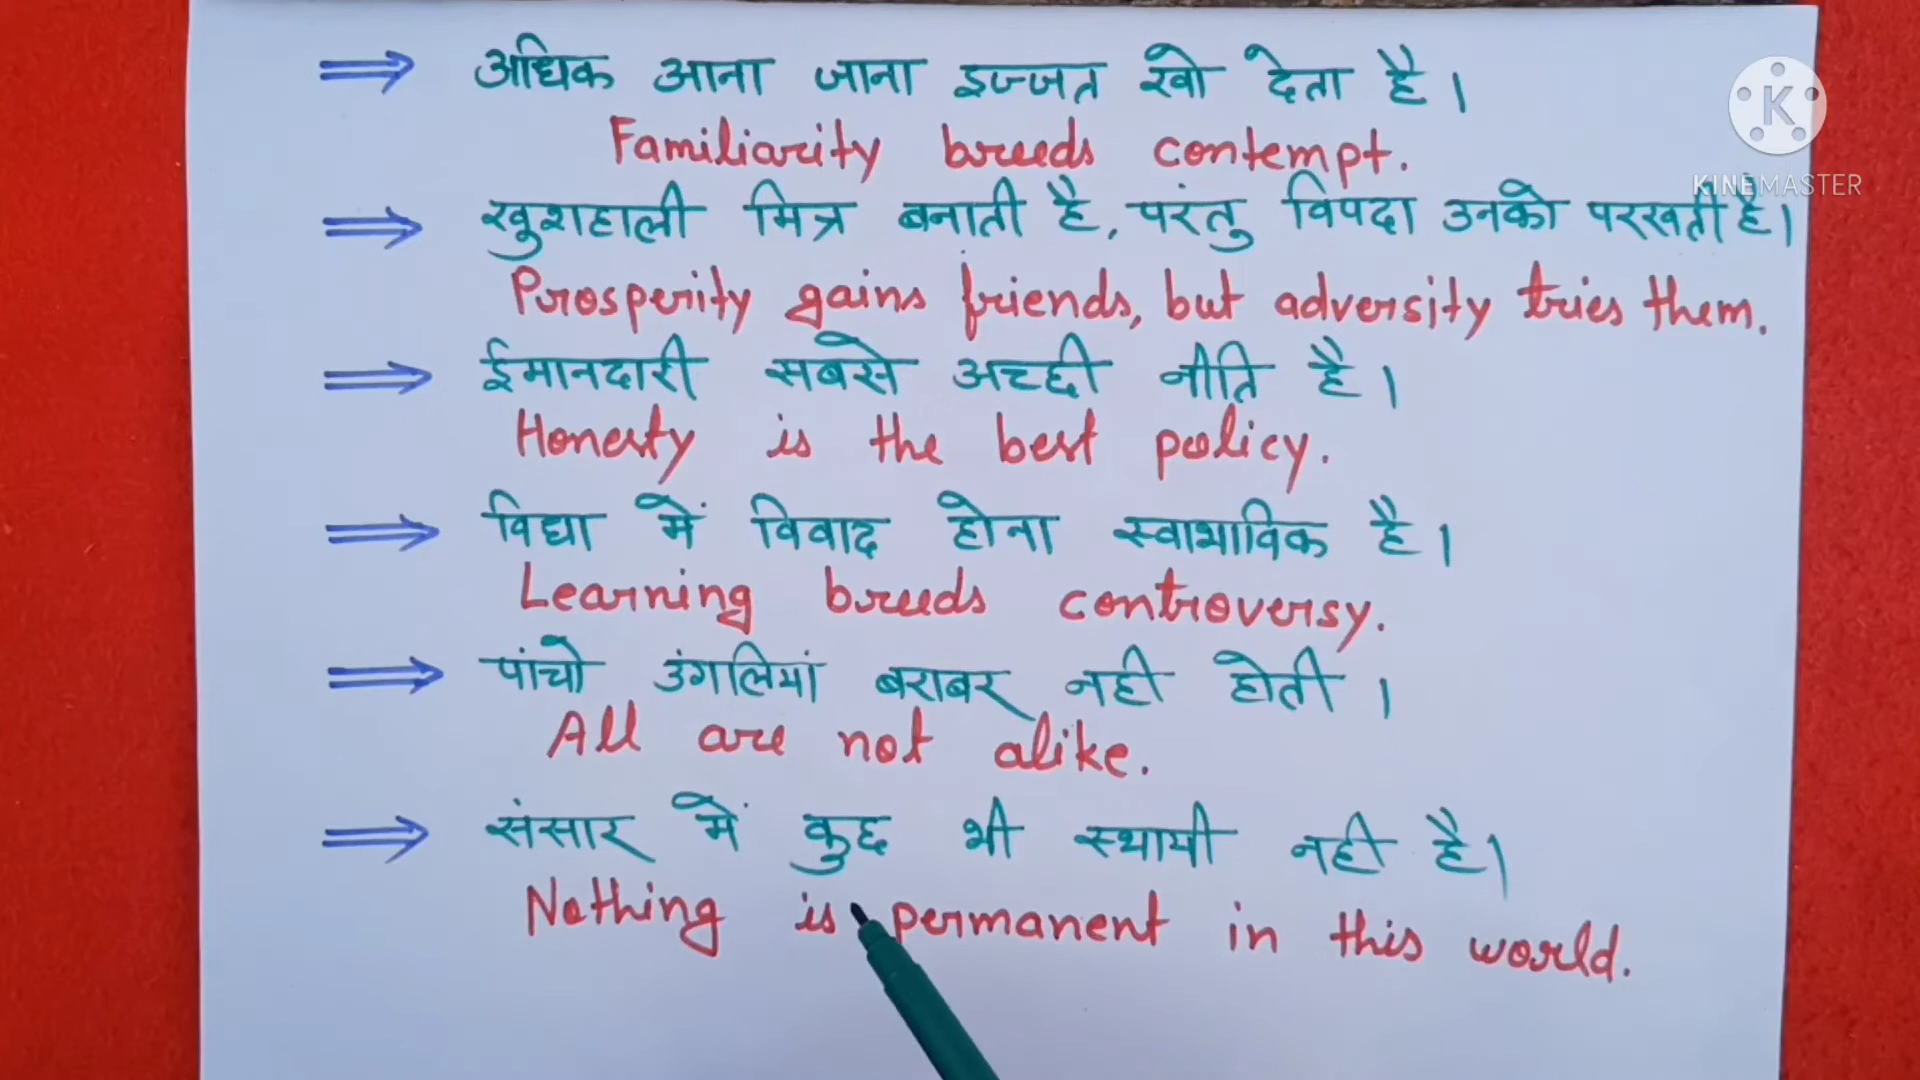 अधिक आना जाना इज्जत खो देता है।
Familiarity breeds contempt.
KINEMASTER
खुशहाली मित्र बनाती है, परंतु विपदा उनको परखती है।
Prosperity gains friends, but adversity tries them.
ईमानदारी सबसे अच्छी नीति है।
Honesty is the best policy.
विद्या में विवाद होना स्वाभाविक है।
Learning breeds controversy.
पांचो उंगलियां बराबर नही होती।
All are not alike.
संसार में कुछ भी स्थायी नही है।
Nothing is permanent in this world.